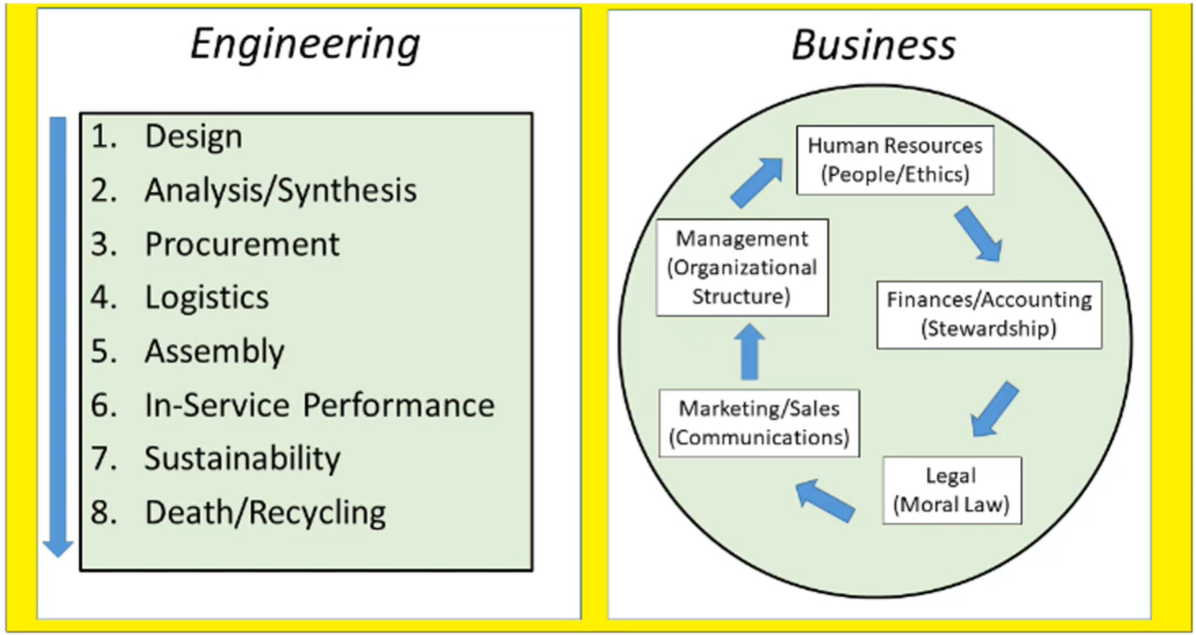 Engineering
1. Design
2. Analysis/Synthesis
3. Procurement
4. Logistics
5. Assembly
6. In-Service Performance
7. Sustainability
8. Death/Recycling
Business
Human Resources
(People/Ethics)
Finances/Accounting
(Stewardship)
Legal
(Moral Law)
Marketing/Sales
(Communications)
Management
(Organizational
Structure)